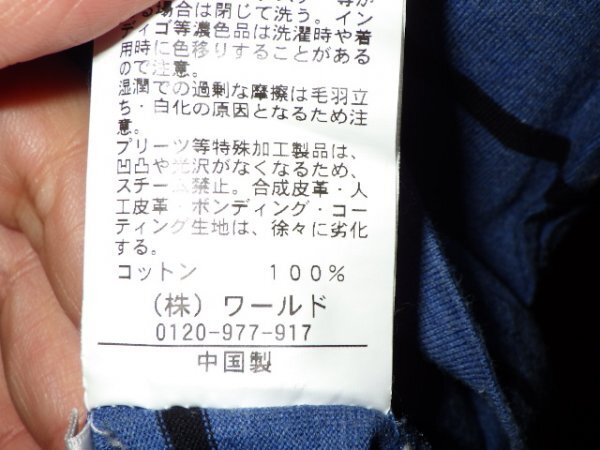 る場合は閉じて洗う。イン
ディゴ等濃色品は洗濯時や着
用時に色移りすることがある
ので注意。
湿潤での過剰な摩擦は毛羽立
ち・白化の原因となるため注
意。
プリーツ等特殊加工製品は、
凹凸や光沢がなくなるため、
スチーム禁止。合成皮革・人
工皮革・ボンディング・コー
ティング生地は、徐々に劣化
する。
コットン 100%
(株) ワールド
0120-977-917
中国製